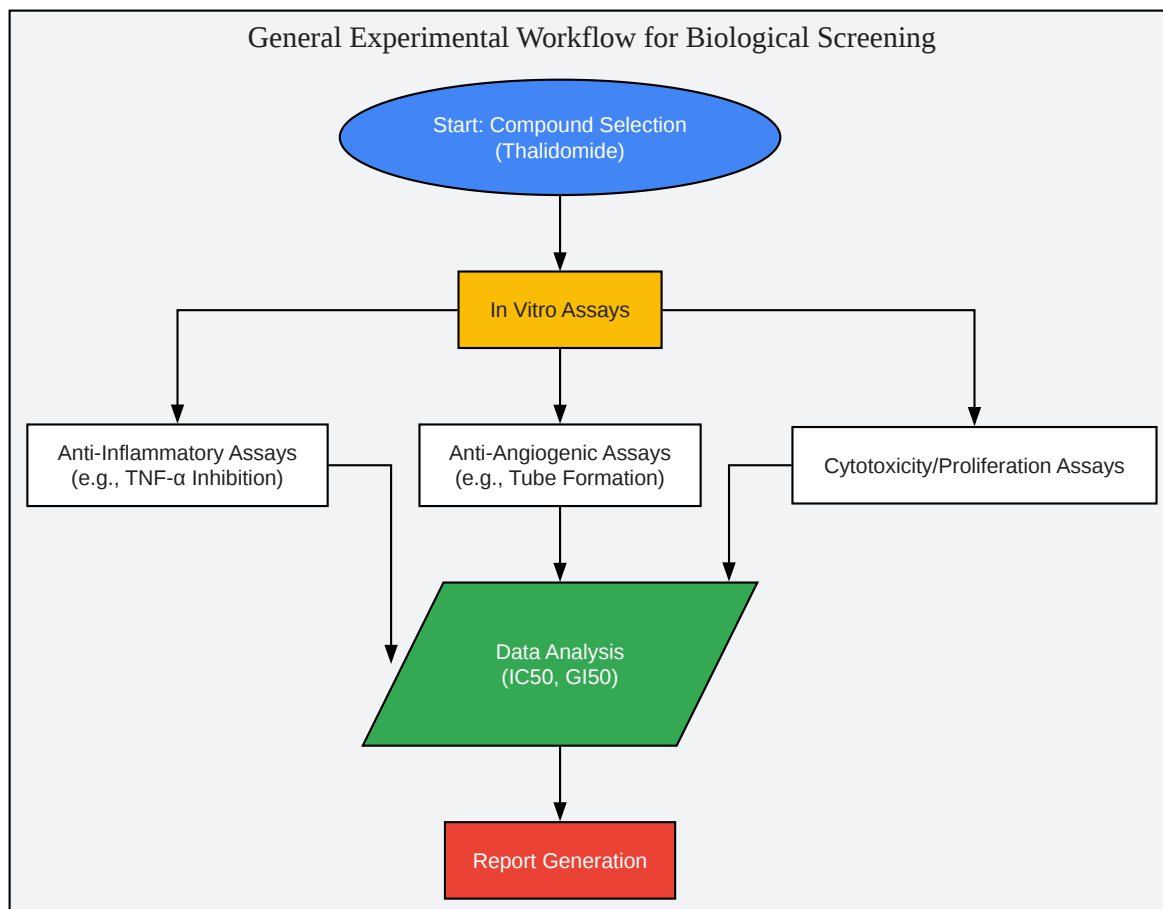 General Experimental Workflow for Biological Screening
Start: Compound Selection
(Thalidomide)
In Vitro Assays
Anti-Inflammatory Assays
(e.g., TNF-α Inhibition)
Anti-Angiogenic Assays
(e.g., Tube Formation)
Cytotoxicity/Proliferation Assays
Data Analysis
(IC50, GI50)
Report Generation